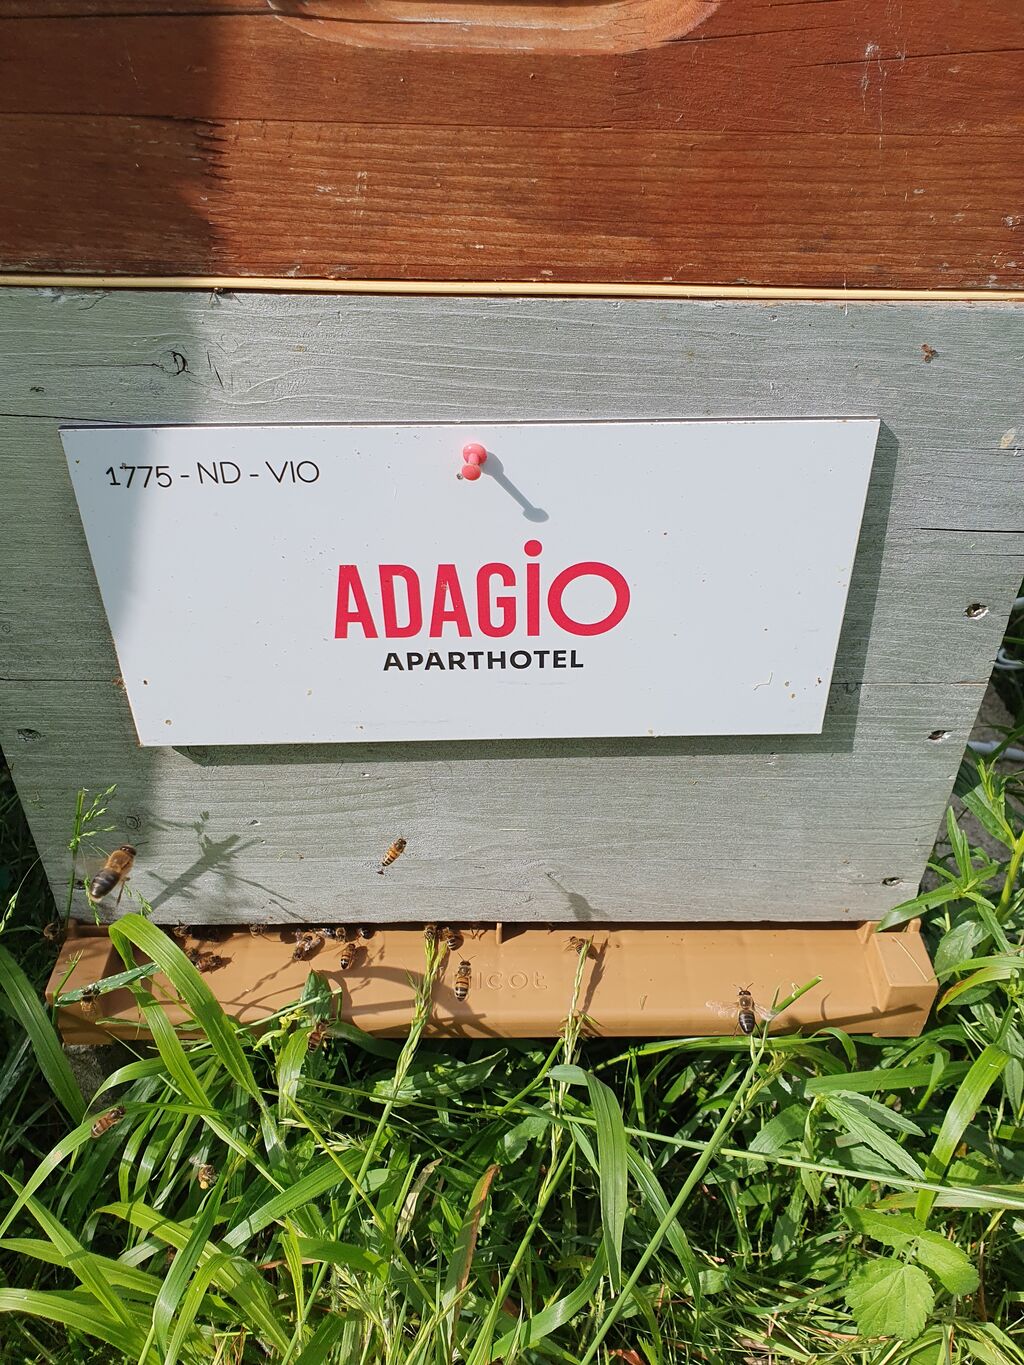 1775 - ND - VIO
ADAGIO
APARTHOTEL